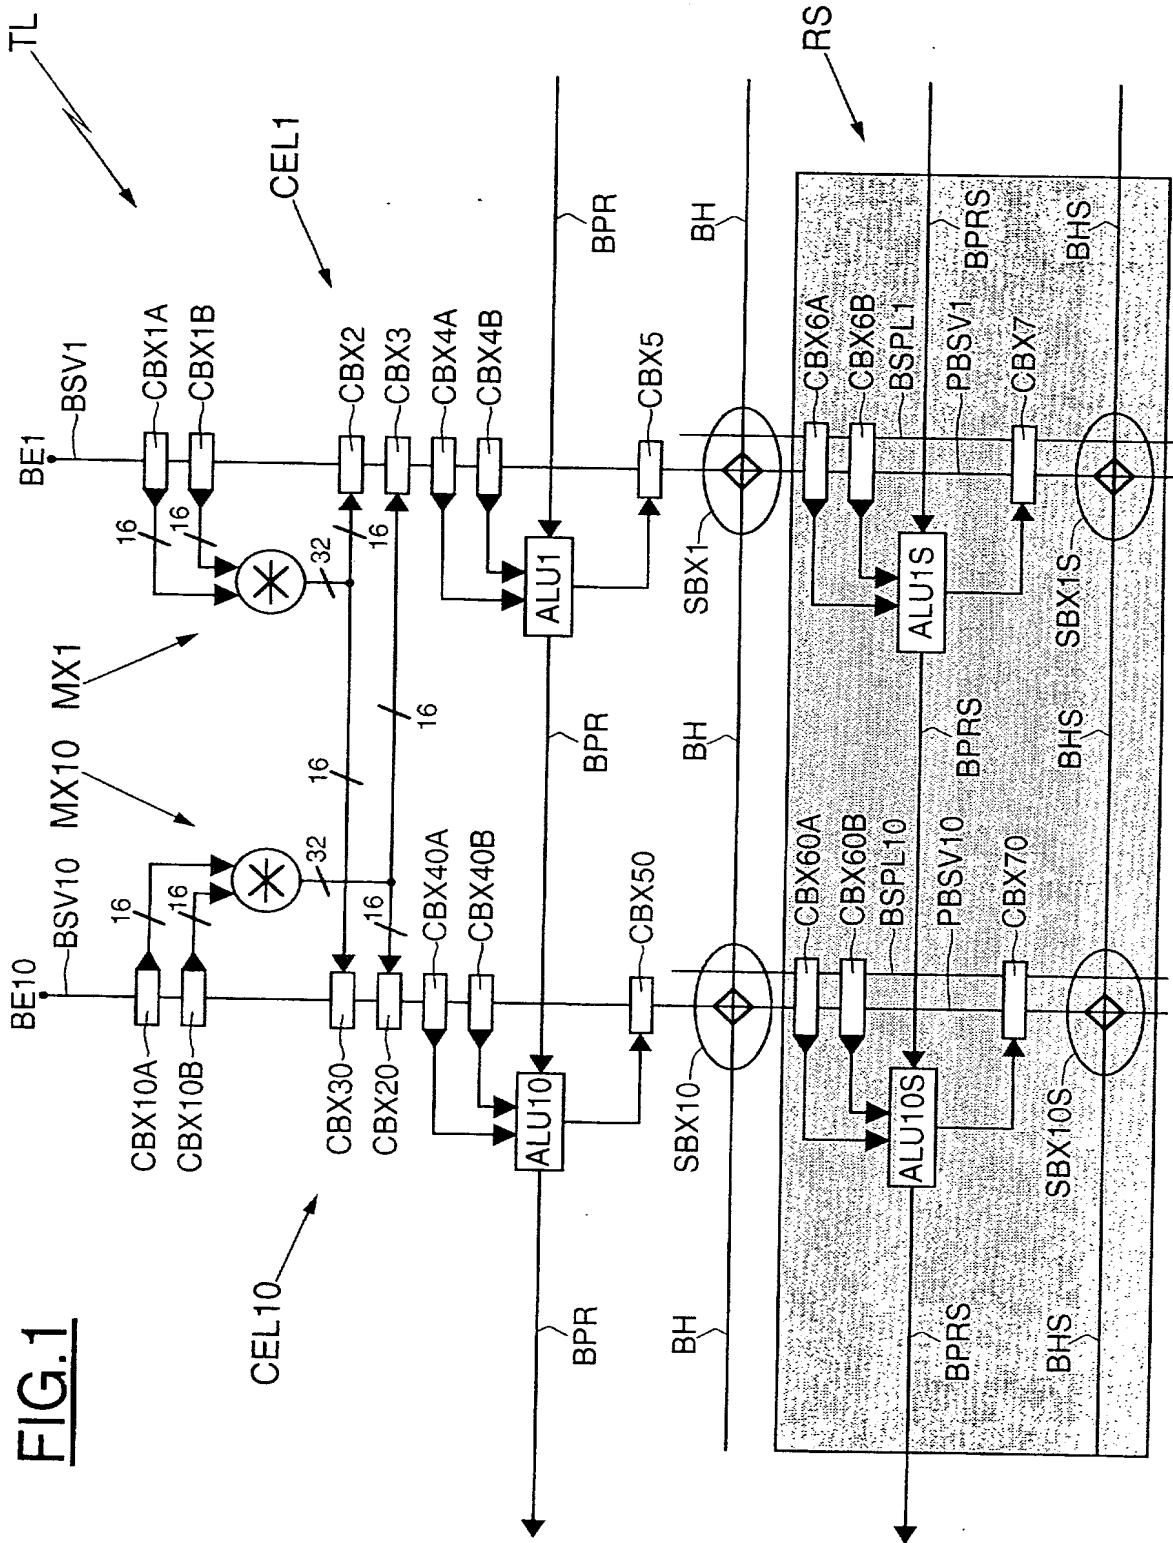 FIG.1
TL
BE10
BSV10
MX10
MX1
BE1
BSV1
CBX10A
CBX10B
16
16
16
16
CBX1A
CBX1B
CEL10
32
32
CEL1
CBX30
CBX20
16
16
16
16
CBX2
CBX3
CBX40A
CBX40B
CBX4A
CBX4B
ALU10
ALU1
BPR
BPR
BPR
CBX50
CBX5
SBX10
SBX1
BH
BH
BH
RS
CBX60A
CBX60B
BSPL10
PBSV10
CBX70
CBX6A
CBX6B
BSPL1
PBSV1
CBX7
ALU10S
ALU1S
BPRS
BPRS
BPRS
SBX10S
SBX1S
BHS
BHS
BHS